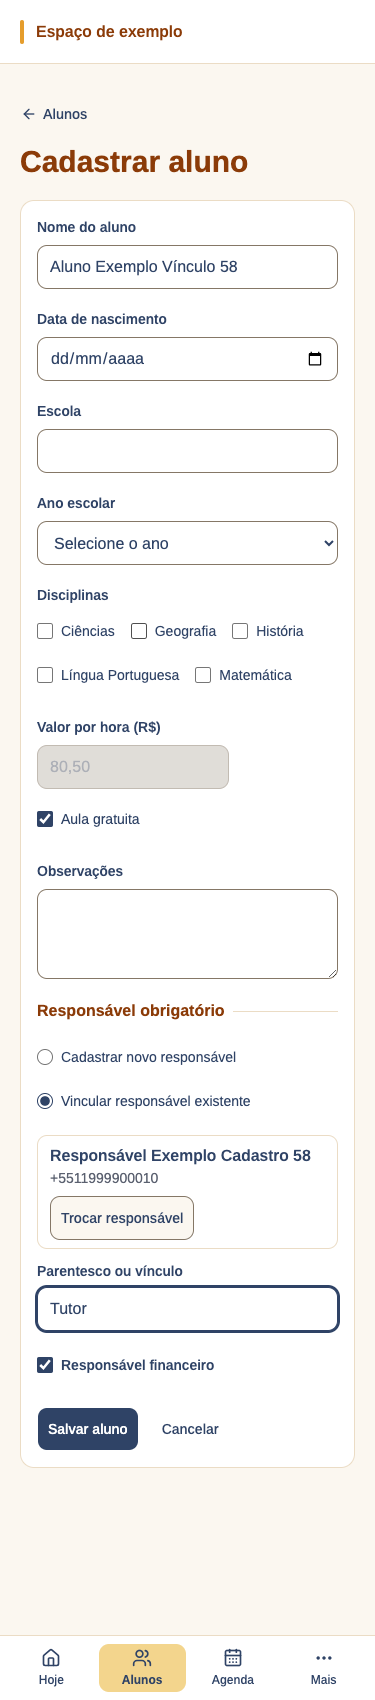 Espaço de exemplo
Alunos
Cadastrar aluno
Nome do aluno
Aluno Exemplo Vínculo 58
Data de nascimento
dd/mm/aaaa
Escola
Ano escolar
Selecione o ano
Disciplinas
Ciências Geografia História
Língua Portuguesa Matemática
Valor por hora (R$)
80,50
Aula gratuita
Observações
Responsável obrigatório
Cadastrar novo responsável
Vincular responsável existente
Responsável Exemplo Cadastro 58
+5511999900010
Trocar responsável
Parentesco ou vínculo
Tutor
Responsável financeiro
Salvar aluno Cancelar
Hoje Alunos Agenda Mais